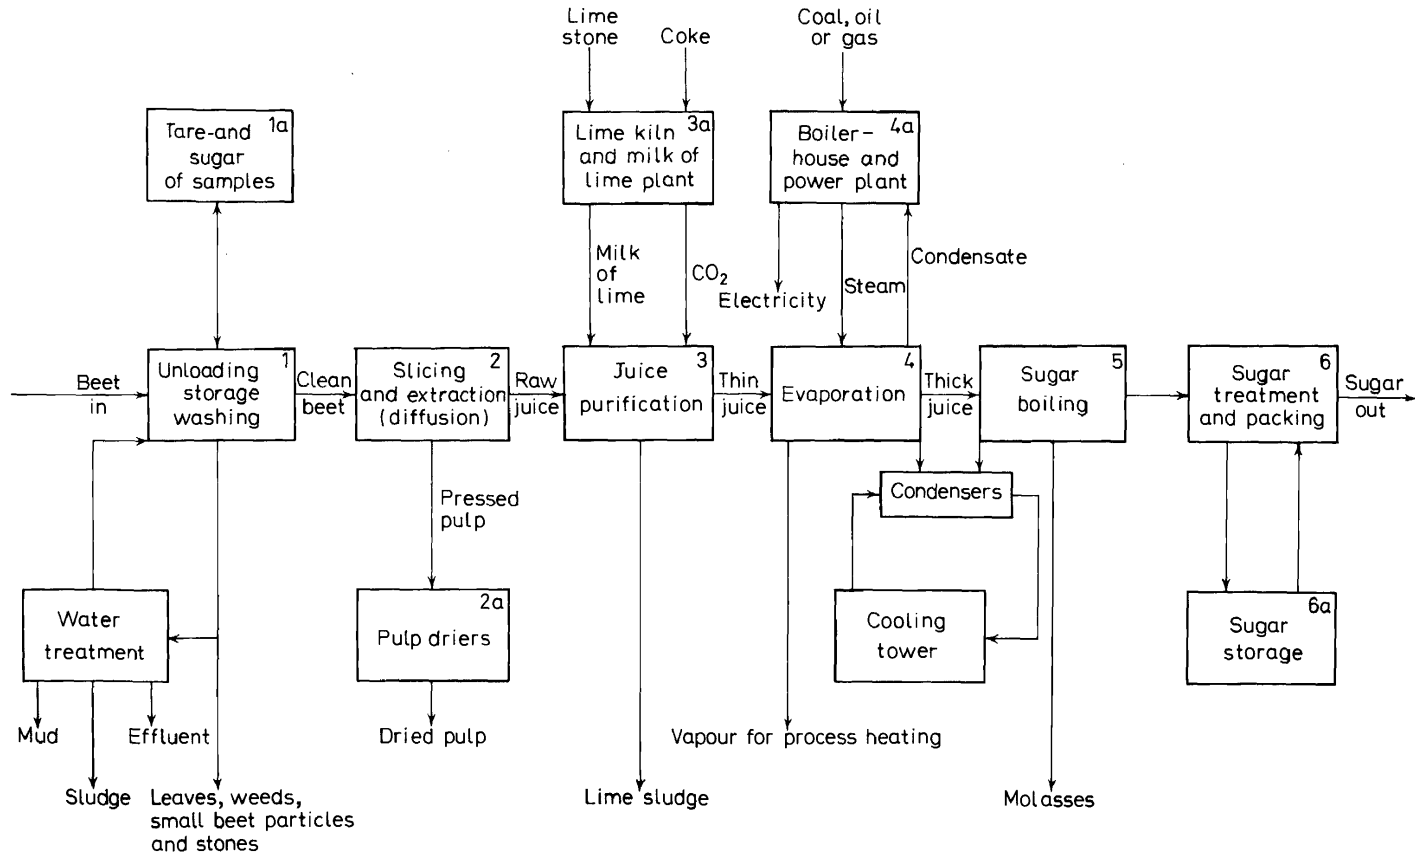 Lime
stone
Coke
Coal, oil
or gas
1a
Tare-and
sugar
of samples
3a
Lime kiln
and milk of
lime plant
4a
Boiler-
house and
power plant
Milk
of
lime
CO2
Electricity
Steam
Condensate
Beet
in
1
Unloading
storage
washing
Clean
beet
2
Slicing
and extraction
(diffusion)
Raw
juice
3
Juice
purification
Thin
juice
4
Evaporation
Thick
juice
5
Sugar
boiling
6
Sugar
treatment
and packing
Sugar
out
Pressed
pulp
Condensers
Water
treatment
2a
Pulp driers
Cooling
tower
6a
Sugar
storage
Mud
Effluent
Dried pulp
Vapour for process heating
Sludge
Leaves, weeds,
small beet particles
and stones
Lime sludge
Molasses